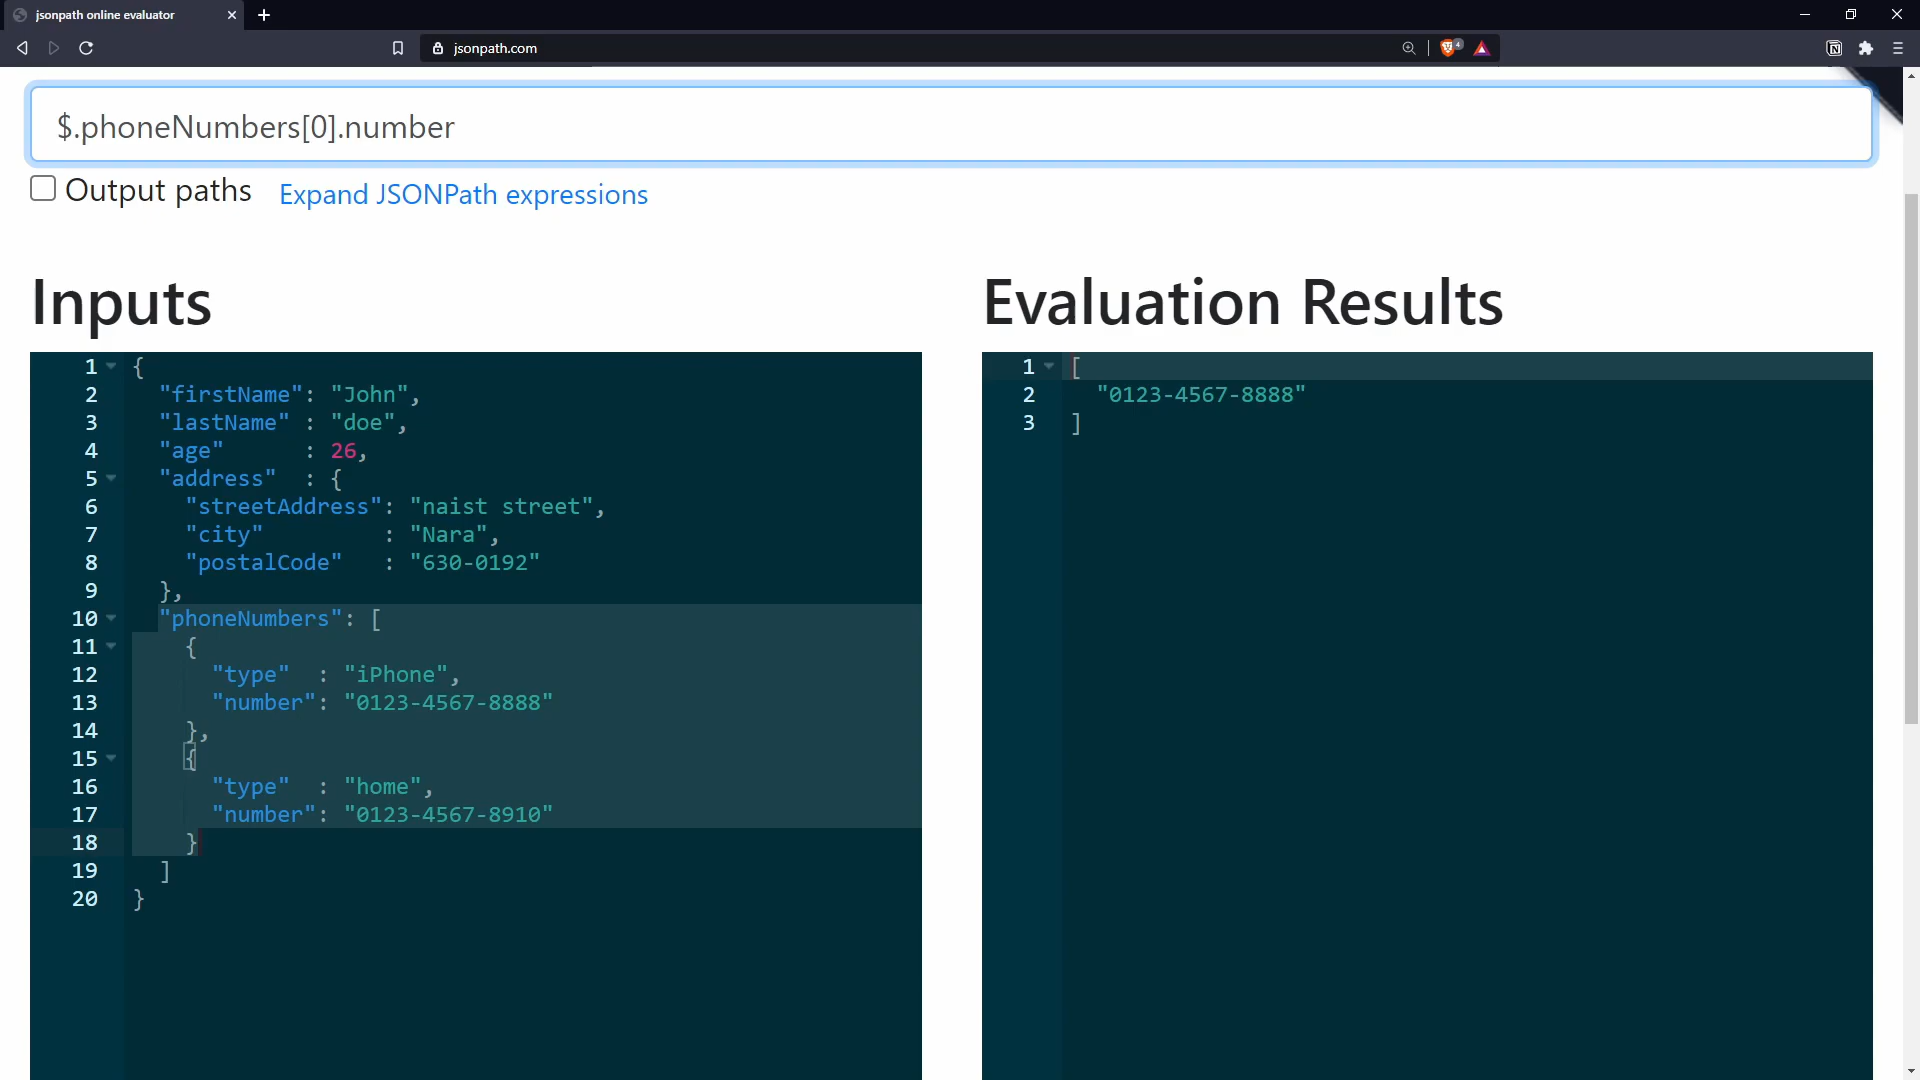 jsonpath online evaluator
jsonpath.com
4
$.phoneNumbers[0].number
Output paths Expand JSONPath expressions
Inputs
1 {
2 "firstName": "John",
3 "lastName" : "doe",
4 "age"      : 26,
5 "address"  : {
6 "streetAddress": "naist street",
7 "city"         : "Nara",
8 "postalCode"   : "630-0192"
9 },
10 "phoneNumbers": [
11 {
12 "type"  : "iPhone",
13 "number": "0123-4567-8888"
14 },
15 {
16 "type"  : "home",
17 "number": "0123-4567-8910"
18 }
19 ]
20 }
Evaluation Results
1 [
2 "0123-4567-8888"
3 ]